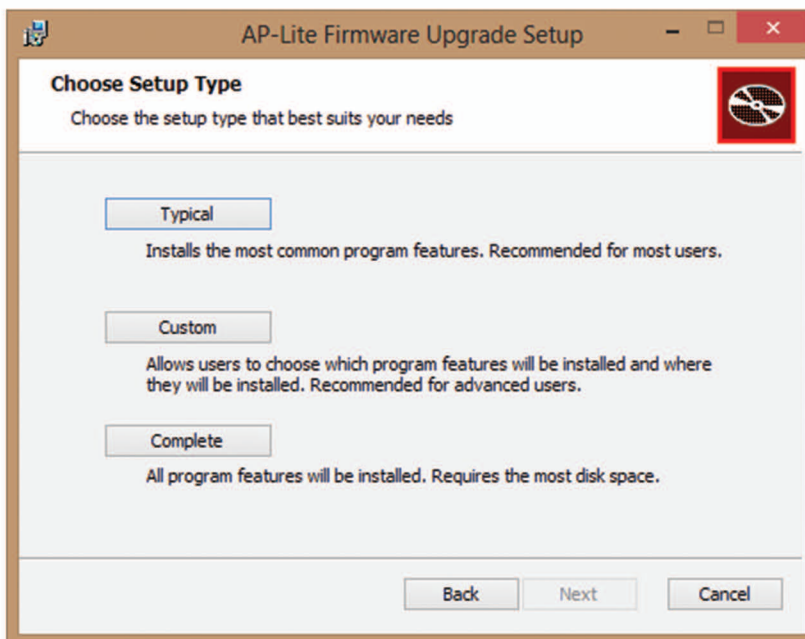 AP-Lite Firmware Upgrade Setup
Choose Setup Type
Choose the setup type that best suits your needs
Typical
Installs the most common program features. Recommended for most users.
Custom
Allows users to choose which program features will be installed and where
they will be installed. Recommended for advanced users.
Complete
All program features will be installed. Requires the most disk space.
Back Next Cancel